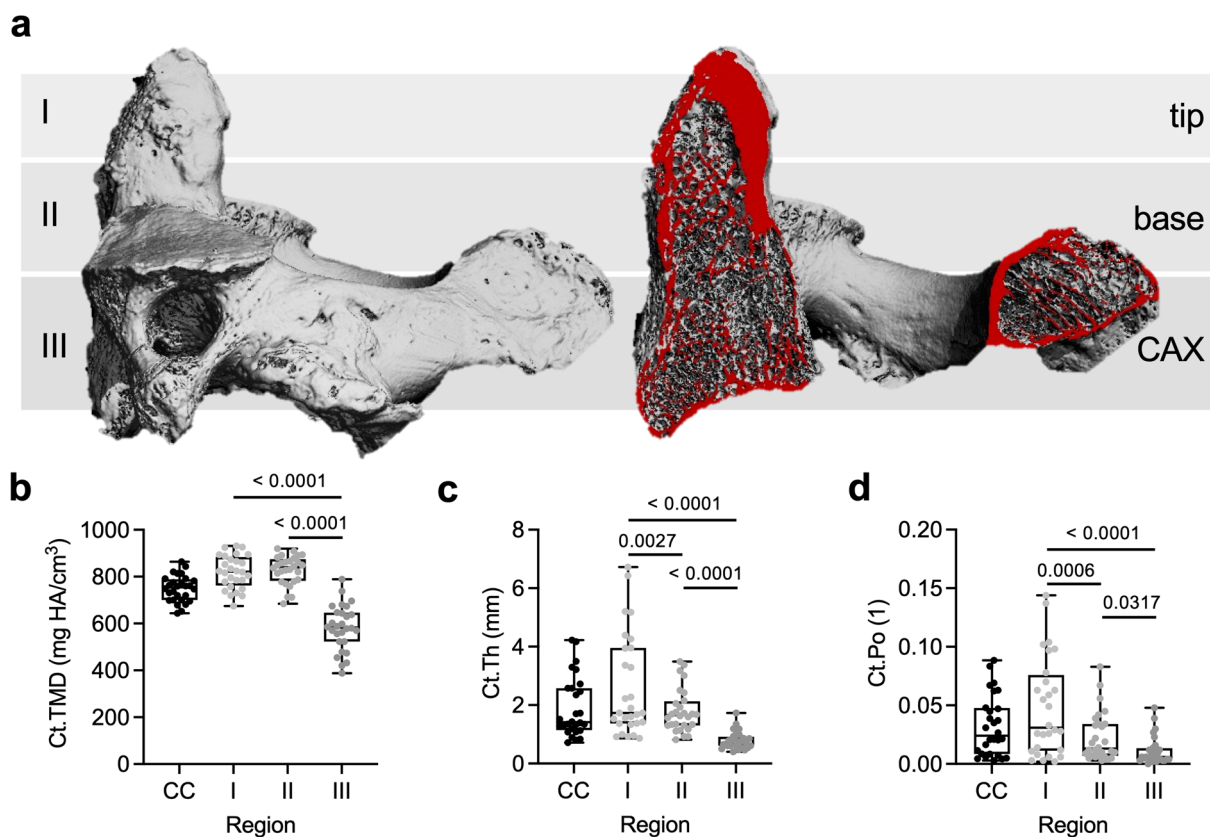 a
I
tip
II
base
III
CAX
b
< 0.0001
< 0.0001
Ct.TMD (mg HA/cm³)
1000
800
600
400
200
0
CC
I
II
III
Region
c
< 0.0001
0.0027
< 0.0001
Ct.Th (mm)
8
6
4
2
0
CC
I
II
III
Region
d
< 0.0001
0.0006
0.0317
Ct.Po (1)
0.20
0.15
0.10
0.05
0.00
CC
I
II
III
Region